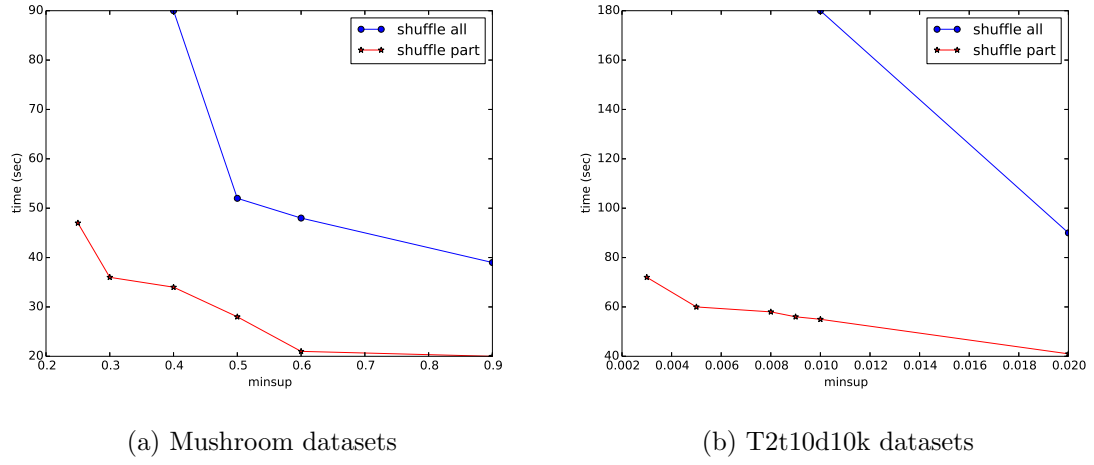 90
80
70
60
50
40
30
20
time (sec)
0.2 0.3 0.4 0.5 0.6 0.7 0.8 0.9
minsup
shuffle all
shuffle part
(a) Mushroom datasets
180
160
140
120
100
80
60
40
time (sec)
0.002 0.004 0.006 0.008 0.010 0.012 0.014 0.016 0.018 0.020
minsup
shuffle all
shuffle part
(b) T2t10d10k datasets